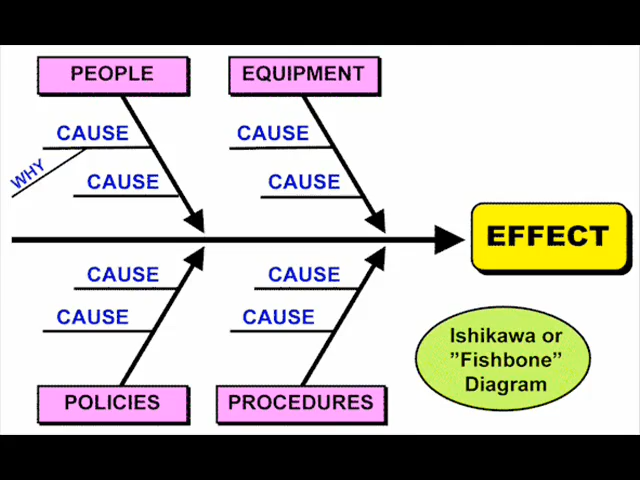 PEOPLE
EQUIPMENT
CAUSE
CAUSE
WHY
CAUSE
CAUSE
EFFECT
CAUSE
CAUSE
CAUSE
CAUSE
Ishikawa or
”Fishbone”
Diagram
POLICIES
PROCEDURES